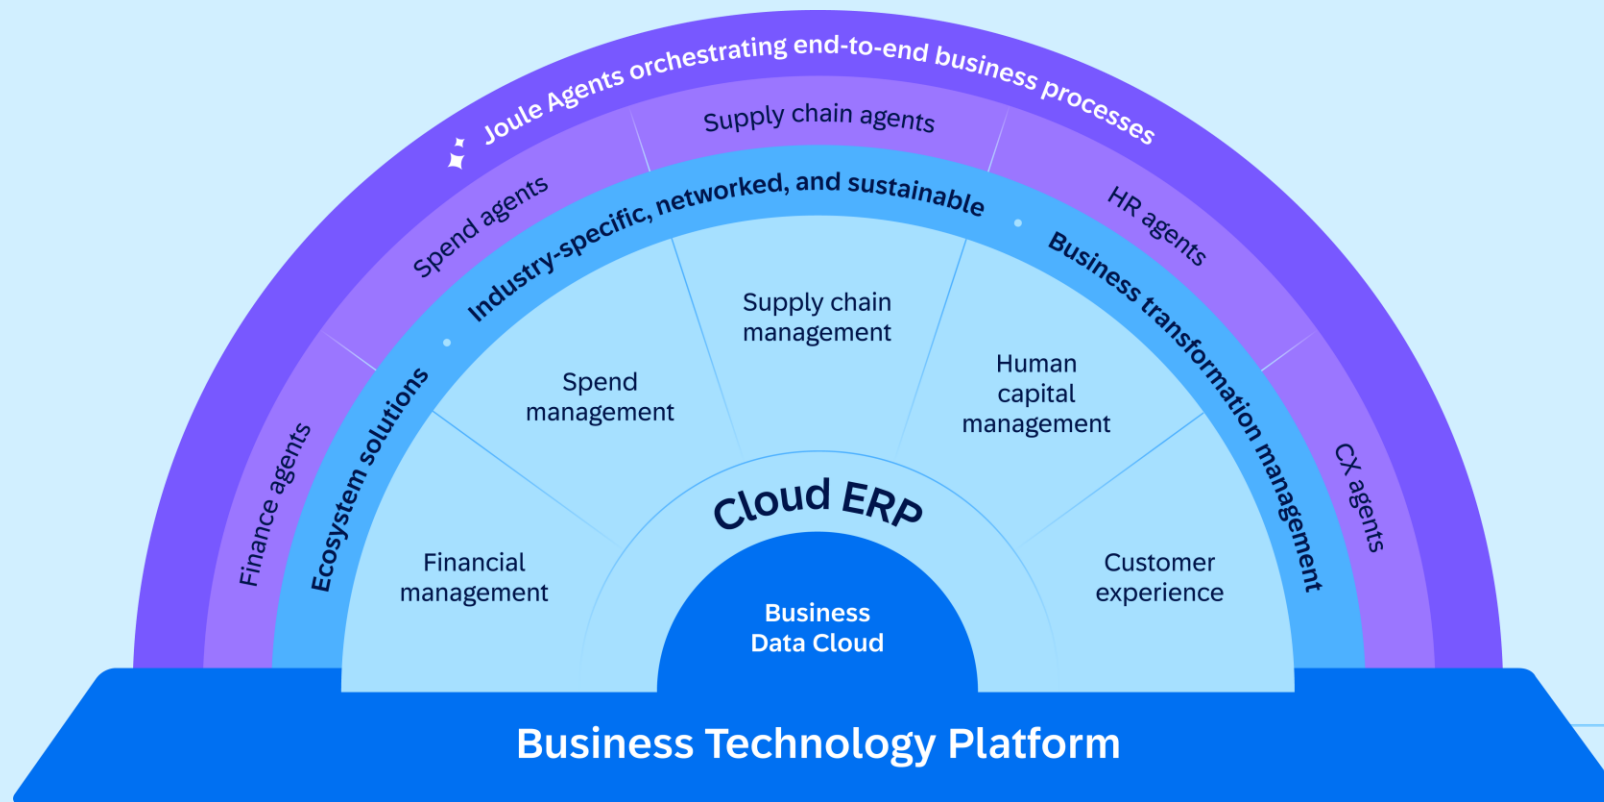 Joule Agents orchestrating end-to-end business processes
Finance agents
Spend agents
Supply chain agents
HR agents
CX agents
Ecosystem solutions
Industry-specific, networked, and sustainable
Business transformation management
Financial
management
Spend
management
Supply chain
management
Human
capital
management
Customer
experience
Cloud ERP
Business
Data Cloud
Business Technology Platform